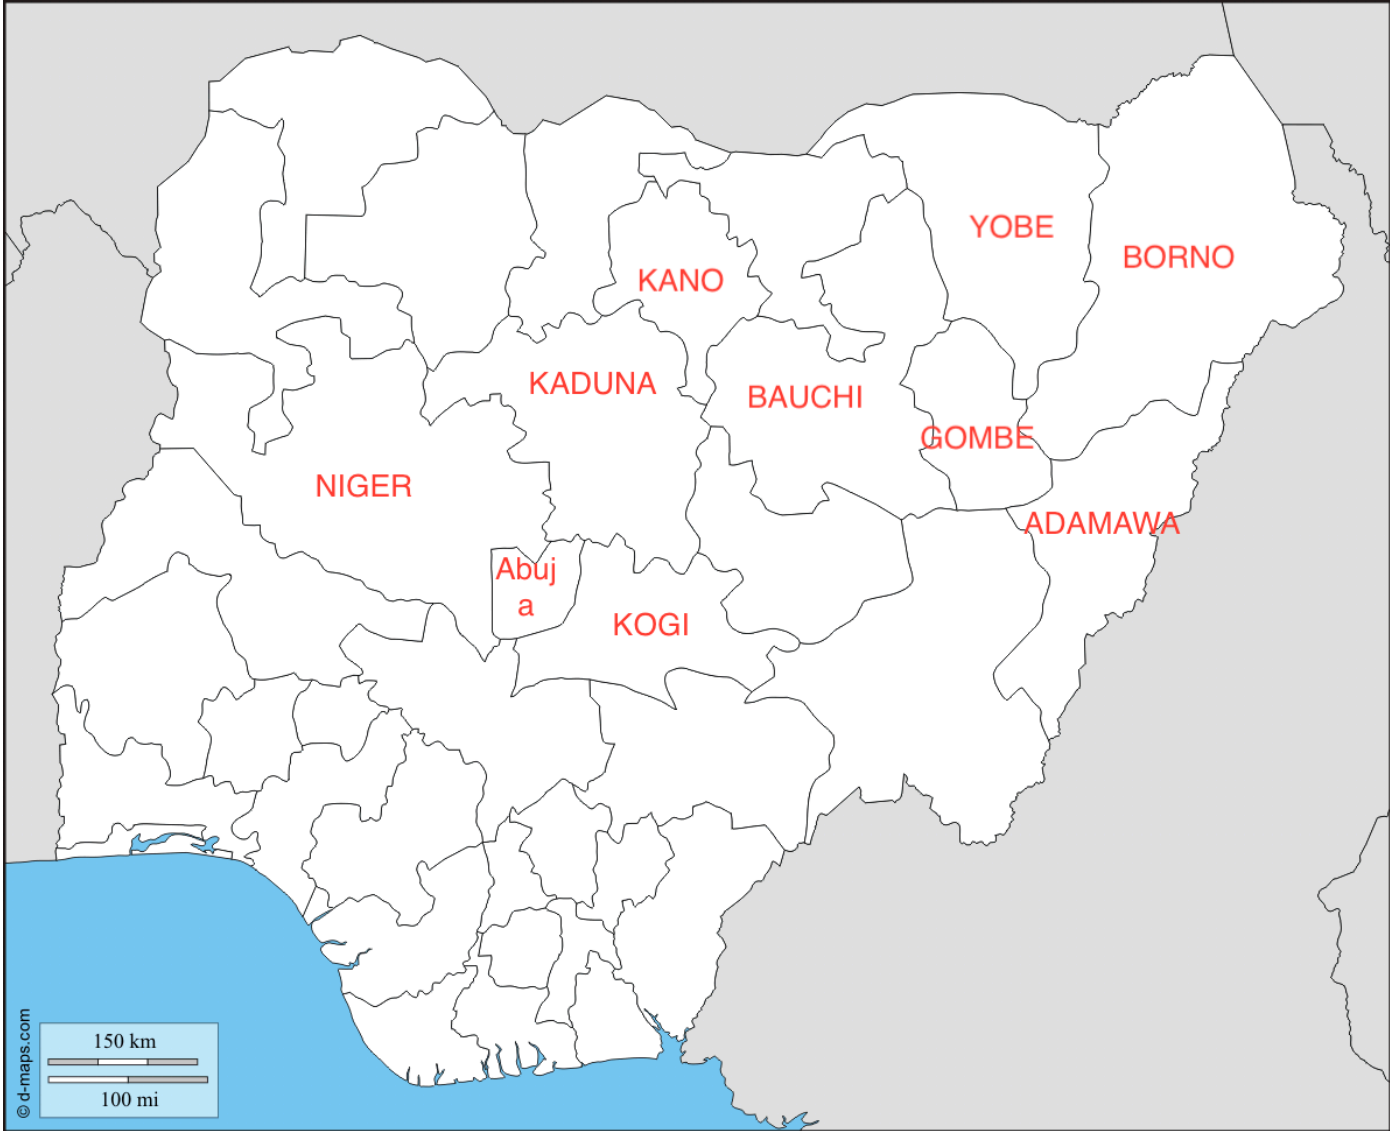 YOBE
BORNO
KANO
KADUNA
BAUCHI
GOMBE
NIGER
ADAMAWA
Abuj
a
KOGI
150 km
100 mi
© d-maps.com